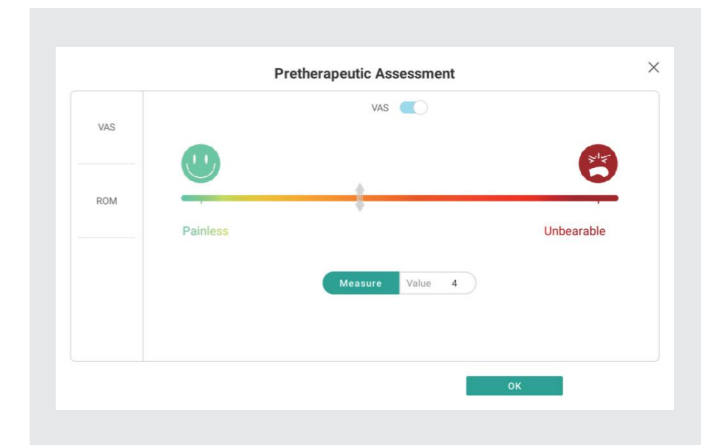 Pretherapeutic Assessment
VAS
VAS
ROM
Painless
Unbearable
Measure Value 4
OK